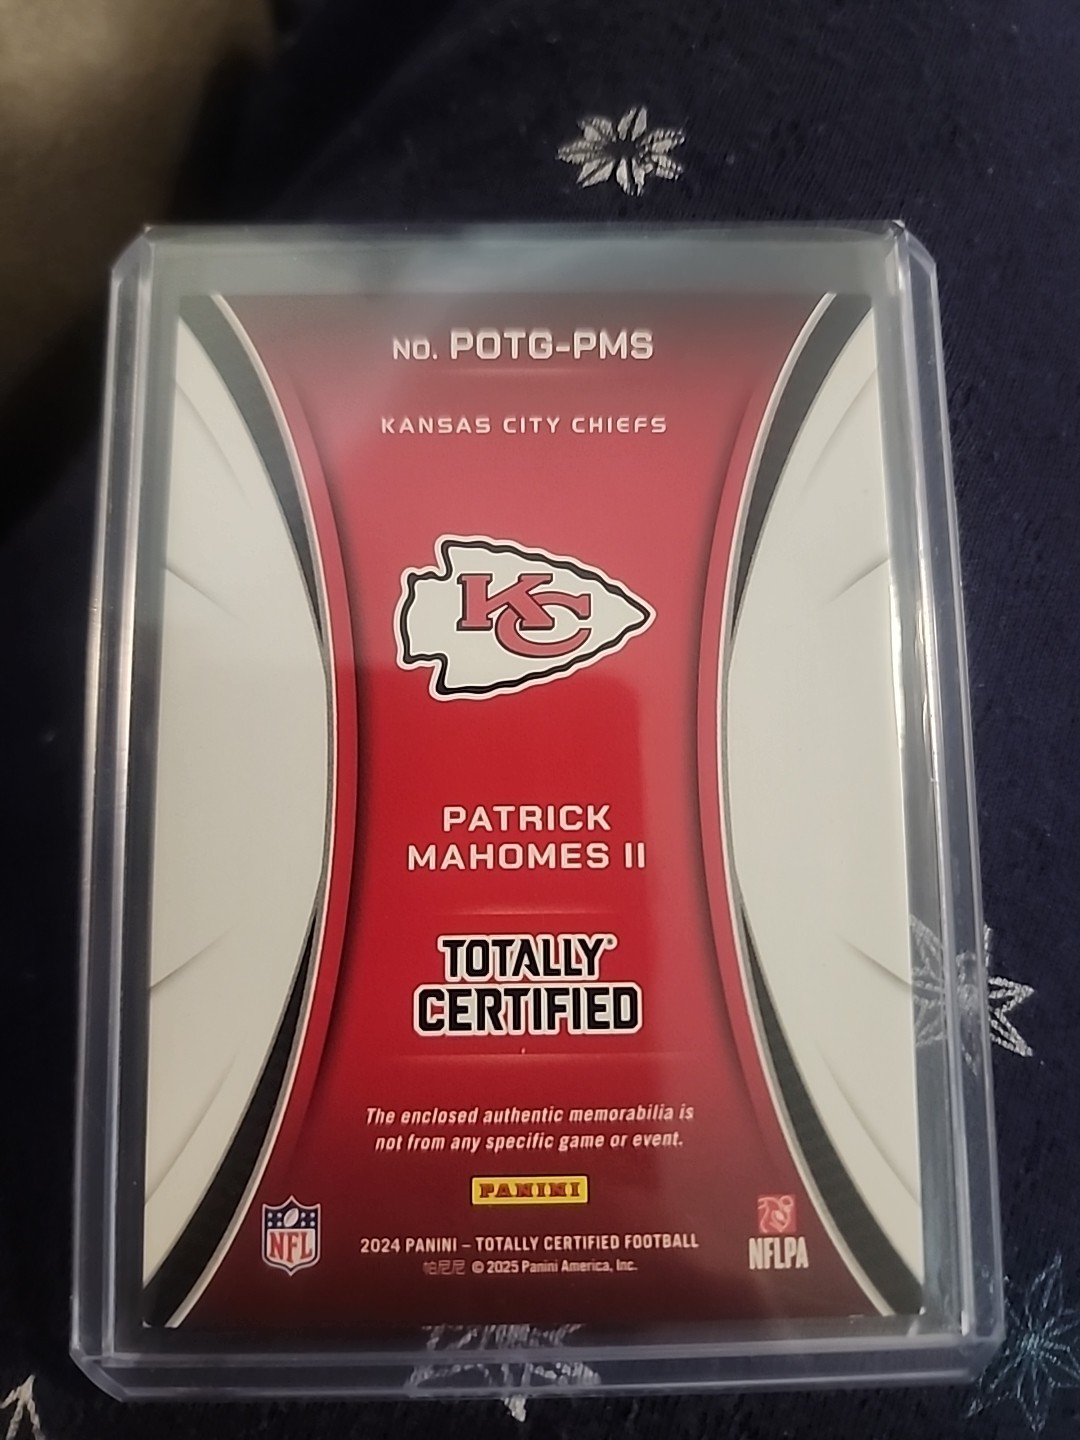 NO. POTG-PMS
KANSAS CITY CHIEFS
KC
PATRICK
MAHOMES II
TOTALLY®
CERTIFIED
The enclosed authentic memorabilia is
not from any specific game or event.
PANINI
NFL
2024 PANINI – TOTALLY CERTIFIED FOOTBALL
帕尼尼 © 2025 Panini America, Inc.
NFLPA